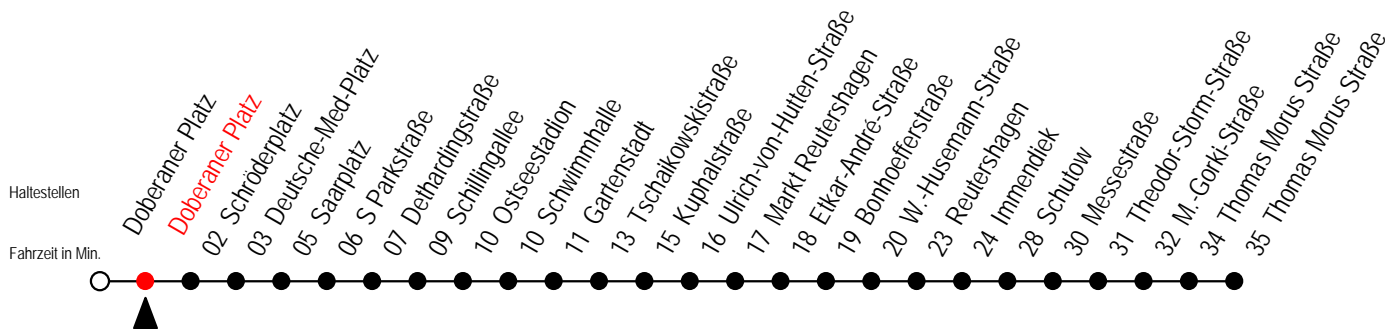 Haltestellen
Fahrzeit in Min.
Doberaner Platz
Doberaner Platz
02 Schröderplatz
03 Deutsche-Med-Platz
05 Saarplatz
06 S Parkstraße
07 Dethardingstraße
09 Schillingallee
10 Ostseestadion
10 Schwimmhalle
11 Gartenstadt
13 Tschaikowskistraße
15 Kuphalstraße
16 Ulrich-von-Hutten-Straße
17 Markt Reutershagen
18 Etkar-André-Straße
19 Bonhoefferstraße
20 W.-Husemann-Straße
23 Reutershagen
24 Immendiek
28 Schutow
30 Messestraße
31 Theodor-Storm-Straße
32 M.-Gorki-Straße
34 Thomas Morus Straße
35 Thomas Morus Straße